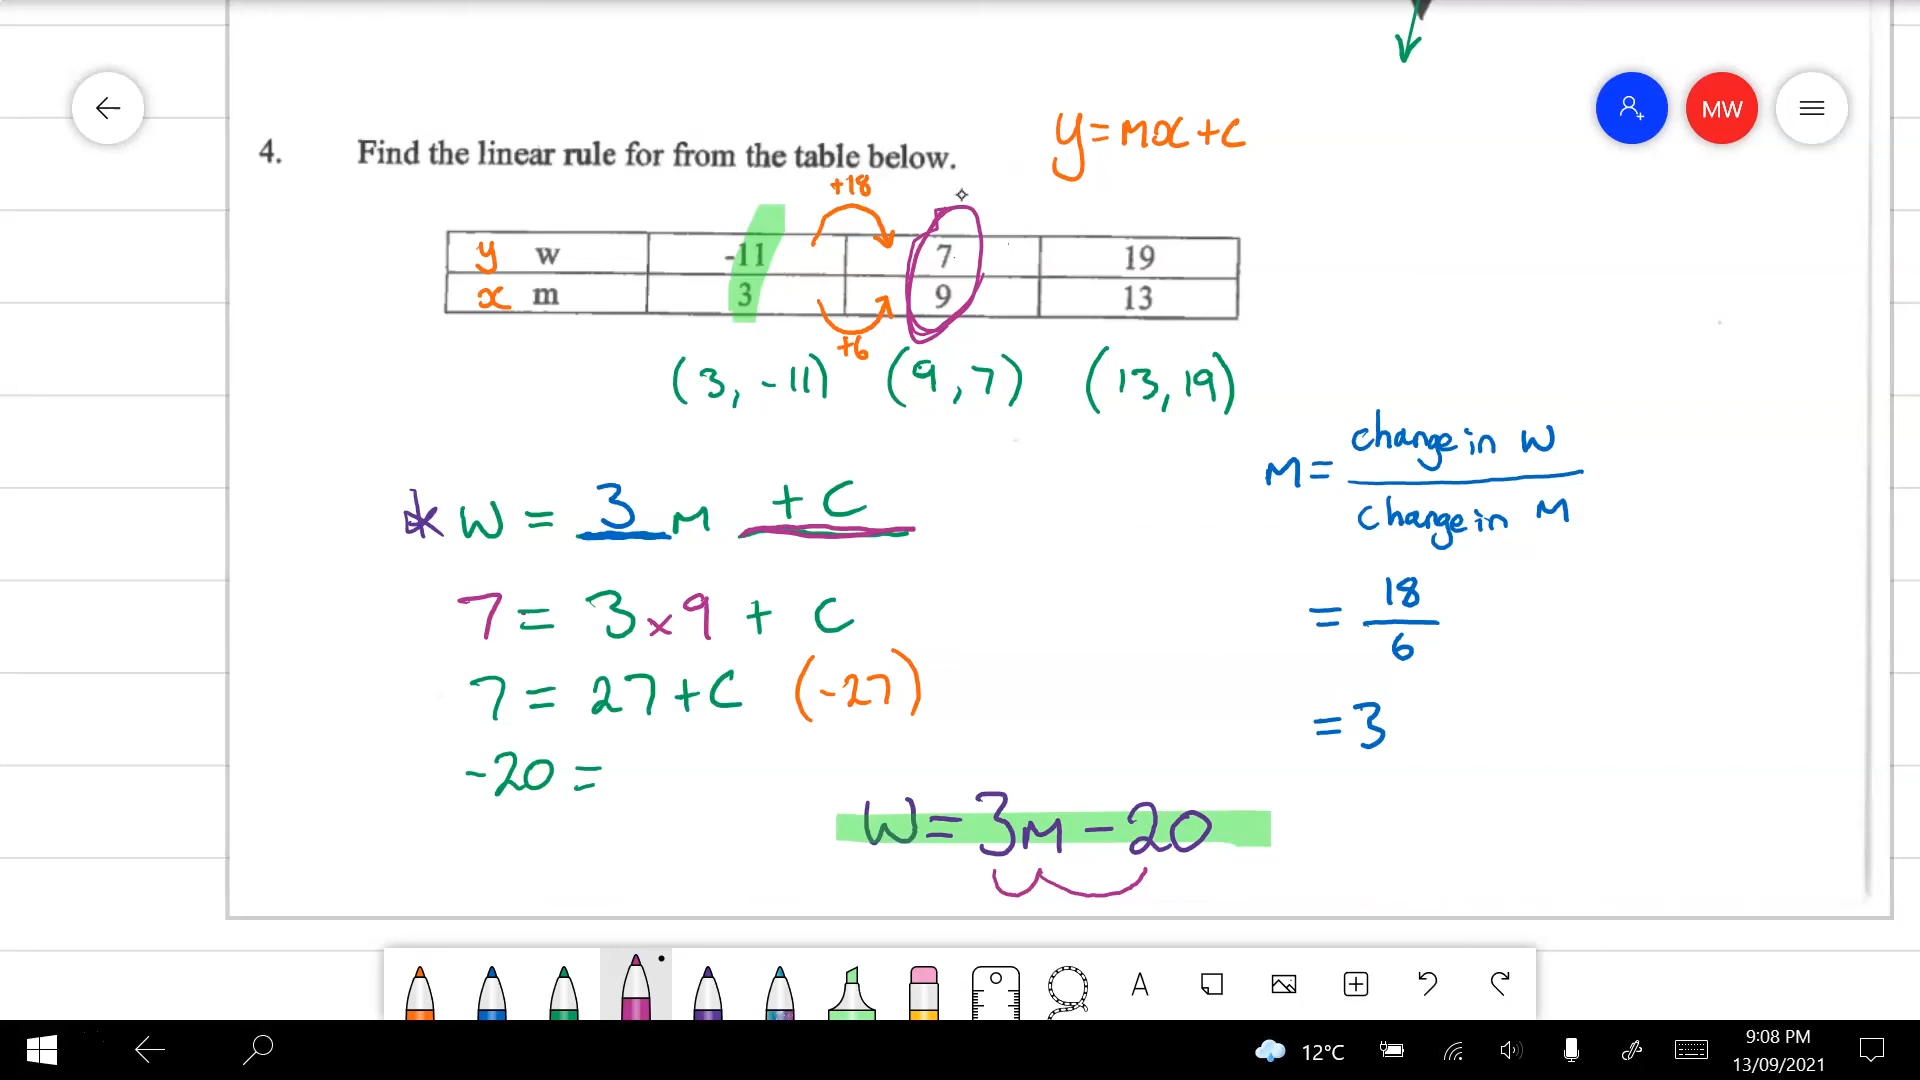 MW
y=mx+c
4. Find the linear rule for from the table below.
+18
y w -11 7 19
x m 3 9 13
+6
(3, -11) (9, 7) (13, 19)
M = change in W
change in M
* W = 3 M + C
7 = 3 × 9 + C
= 18
6
7 = 27 + C (-27)
= 3
-20 =
W = 3M - 20
A
12°C
9:08 PM
13/09/2021